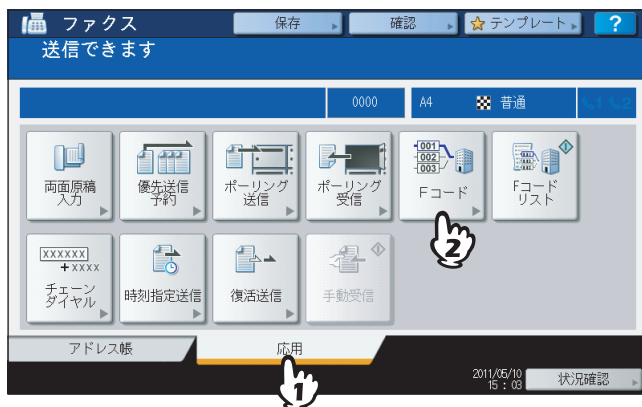 ファクス
保存
確認
テンプレート
?
送信できます
0000
A4
普通
1
2
両面原稿
入力
優先送信
予約
ポーリング
送信
ポーリング
受信
001
002
003
Fコード
Fコード
リスト
XXXXXX
+xxxx
チェーン
ダイヤル
時刻指定送信
復活送信
手動受信
2
アドレス帳
応用
1
2011/05/10
15:03
状況確認